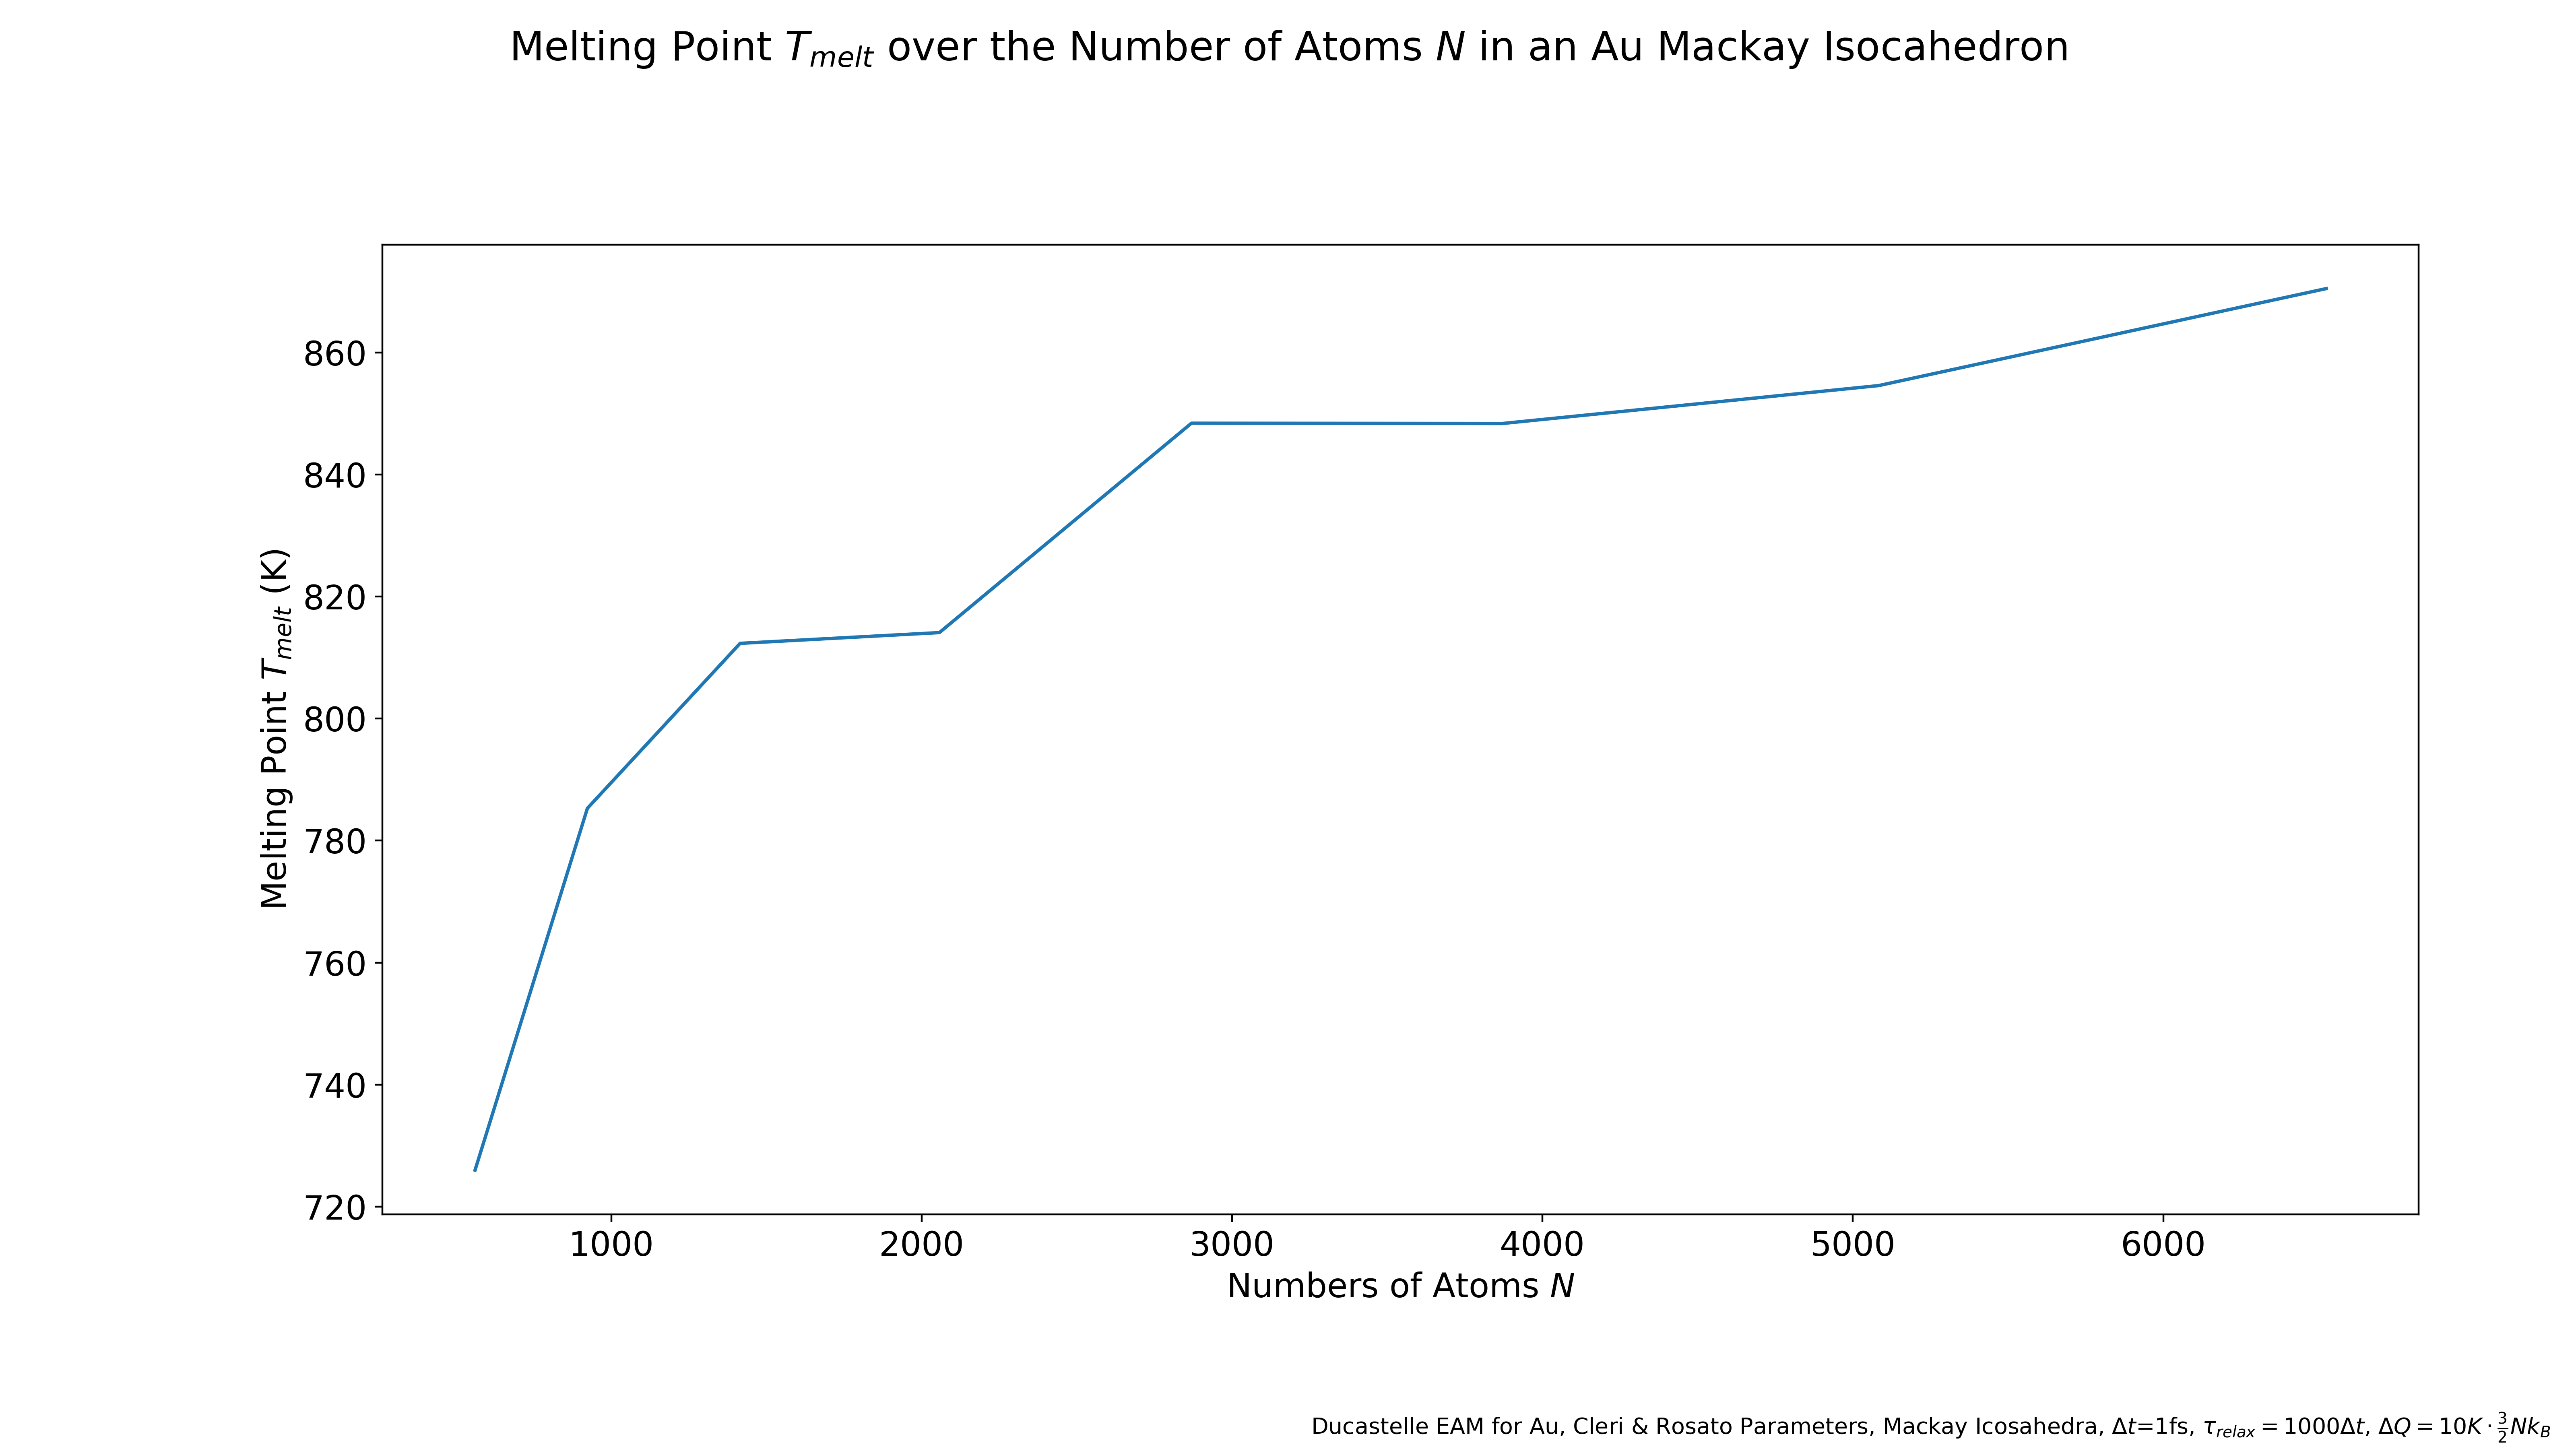 Melting Point T_melt over the Number of Atoms N in an Au Mackay Isocahedron
Melting Point T_melt (K)
860
840
820
800
780
760
740
720
1000 2000 3000 4000 5000 6000
Numbers of Atoms N
Ducastelle EAM for Au, Cleri & Rosato Parameters, Mackay Icosahedra, Δt=1fs, τ_relax = 1000Δt, ΔQ = 10K · 3/2 Nk_B